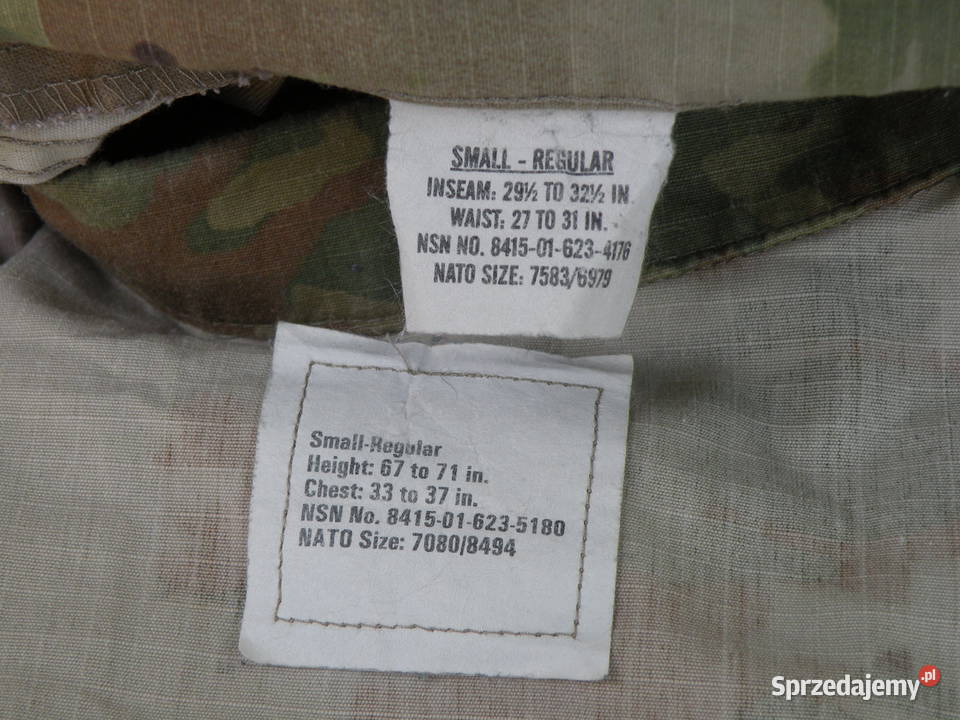 SMALL - REGULAR
INSEAM: 29½ TO 32½ IN.
WAIST: 27 TO 31 IN.
NSN NO. 8415-01-623-4176
NATO SIZE: 7583/6979
Small-Regular
Height: 67 to 71 in.
Chest: 33 to 37 in.
NSN No. 8415-01-623-5180
NATO Size: 7080/8494
Sprzedajemy.pl